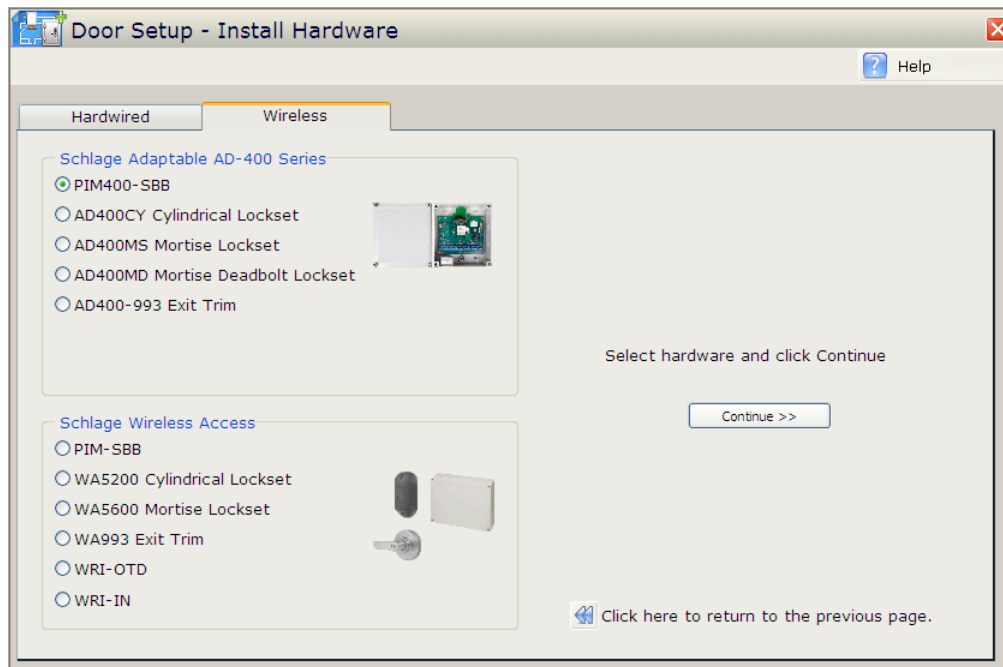 Door Setup - Install Hardware
Help
Hardwired
Wireless
Schlage Adaptable AD-400 Series
PIM400-SBB
AD400CY Cylindrical Lockset
AD400MS Mortise Lockset
AD400MD Mortise Deadbolt Lockset
AD400-993 Exit Trim
Schlage Wireless Access
PIM-SBB
WA5200 Cylindrical Lockset
WA5600 Mortise Lockset
WA993 Exit Trim
WRI-OTD
WRI-IN
Select hardware and click Continue
Continue >>
Click here to return to the previous page.